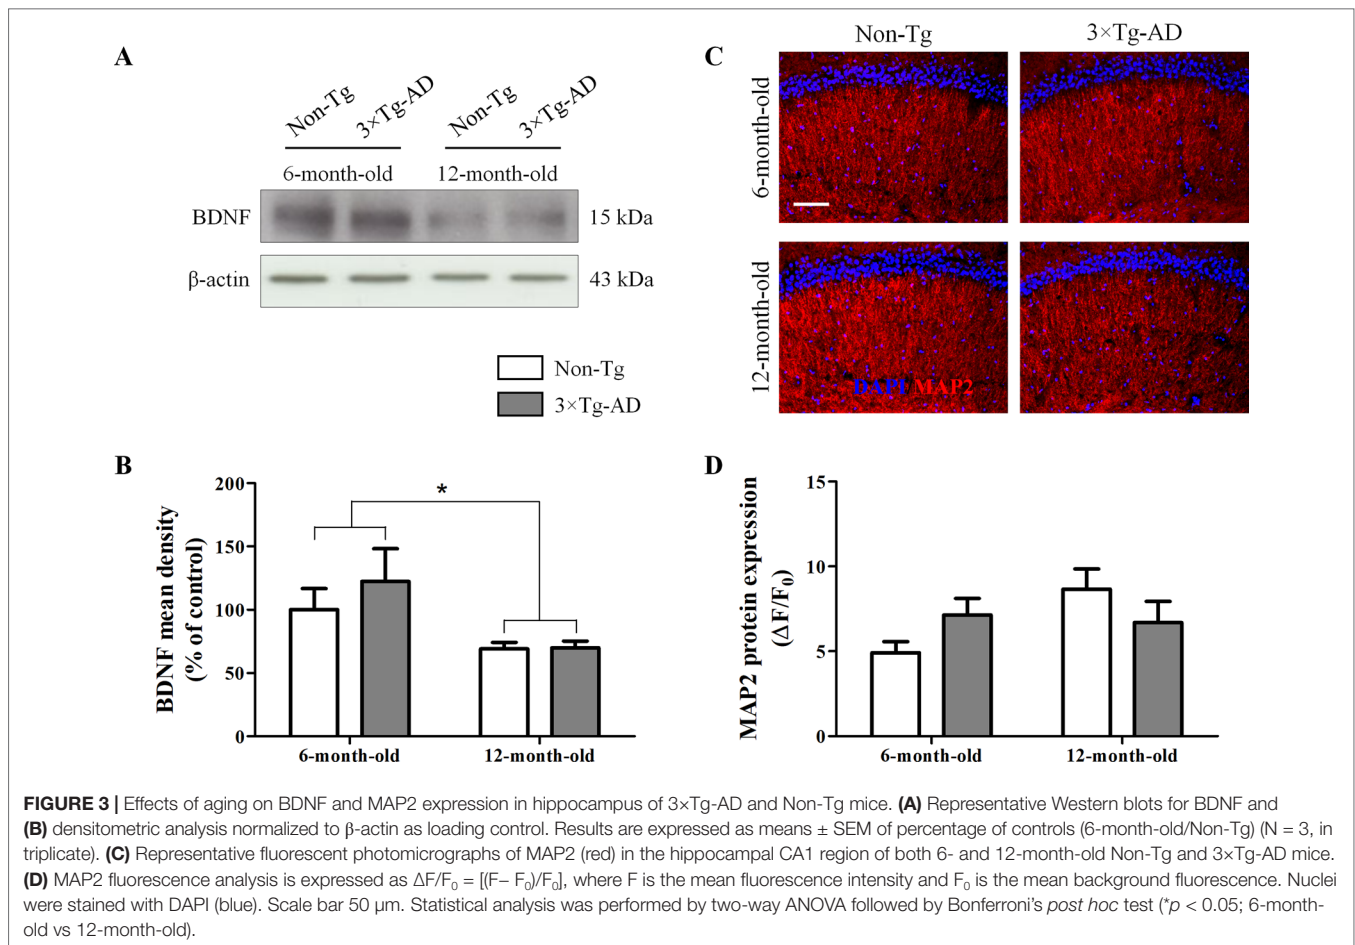 A
Non-Tg
3×Tg-AD
Non-Tg
3×Tg-AD
6-month-old
12-month-old
BDNF
15 kDa
β-actin
43 kDa
Non-Tg
3×Tg-AD
C
Non-Tg
3×Tg-AD
6-month-old
12-month-old
DAPI/MAP2
B
BDNF mean density
(% of control)
200
150
100
50
0
*
6-month-old
12-month-old
D
MAP2 protein expression
(ΔF/F₀)
15
10
5
0
6-month-old
12-month-old
FIGURE 3 | Effects of aging on BDNF and MAP2 expression in hippocampus of 3×Tg-AD and Non-Tg mice. (A) Representative Western blots for BDNF and
(B) densitometric analysis normalized to β-actin as loading control. Results are expressed as means ± SEM of percentage of controls (6-month-old/Non-Tg) (N = 3, in
triplicate). (C) Representative fluorescent photomicrographs of MAP2 (red) in the hippocampal CA1 region of both 6- and 12-month-old Non-Tg and 3×Tg-AD mice.
(D) MAP2 fluorescence analysis is expressed as ΔF/F₀ = [(F− F₀)/F₀], where F is the mean fluorescence intensity and F₀ is the mean background fluorescence. Nuclei
were stained with DAPI (blue). Scale bar 50 μm. Statistical analysis was performed by two-way ANOVA followed by Bonferroni’s post hoc test (*p < 0.05; 6-month-
old vs 12-month-old).